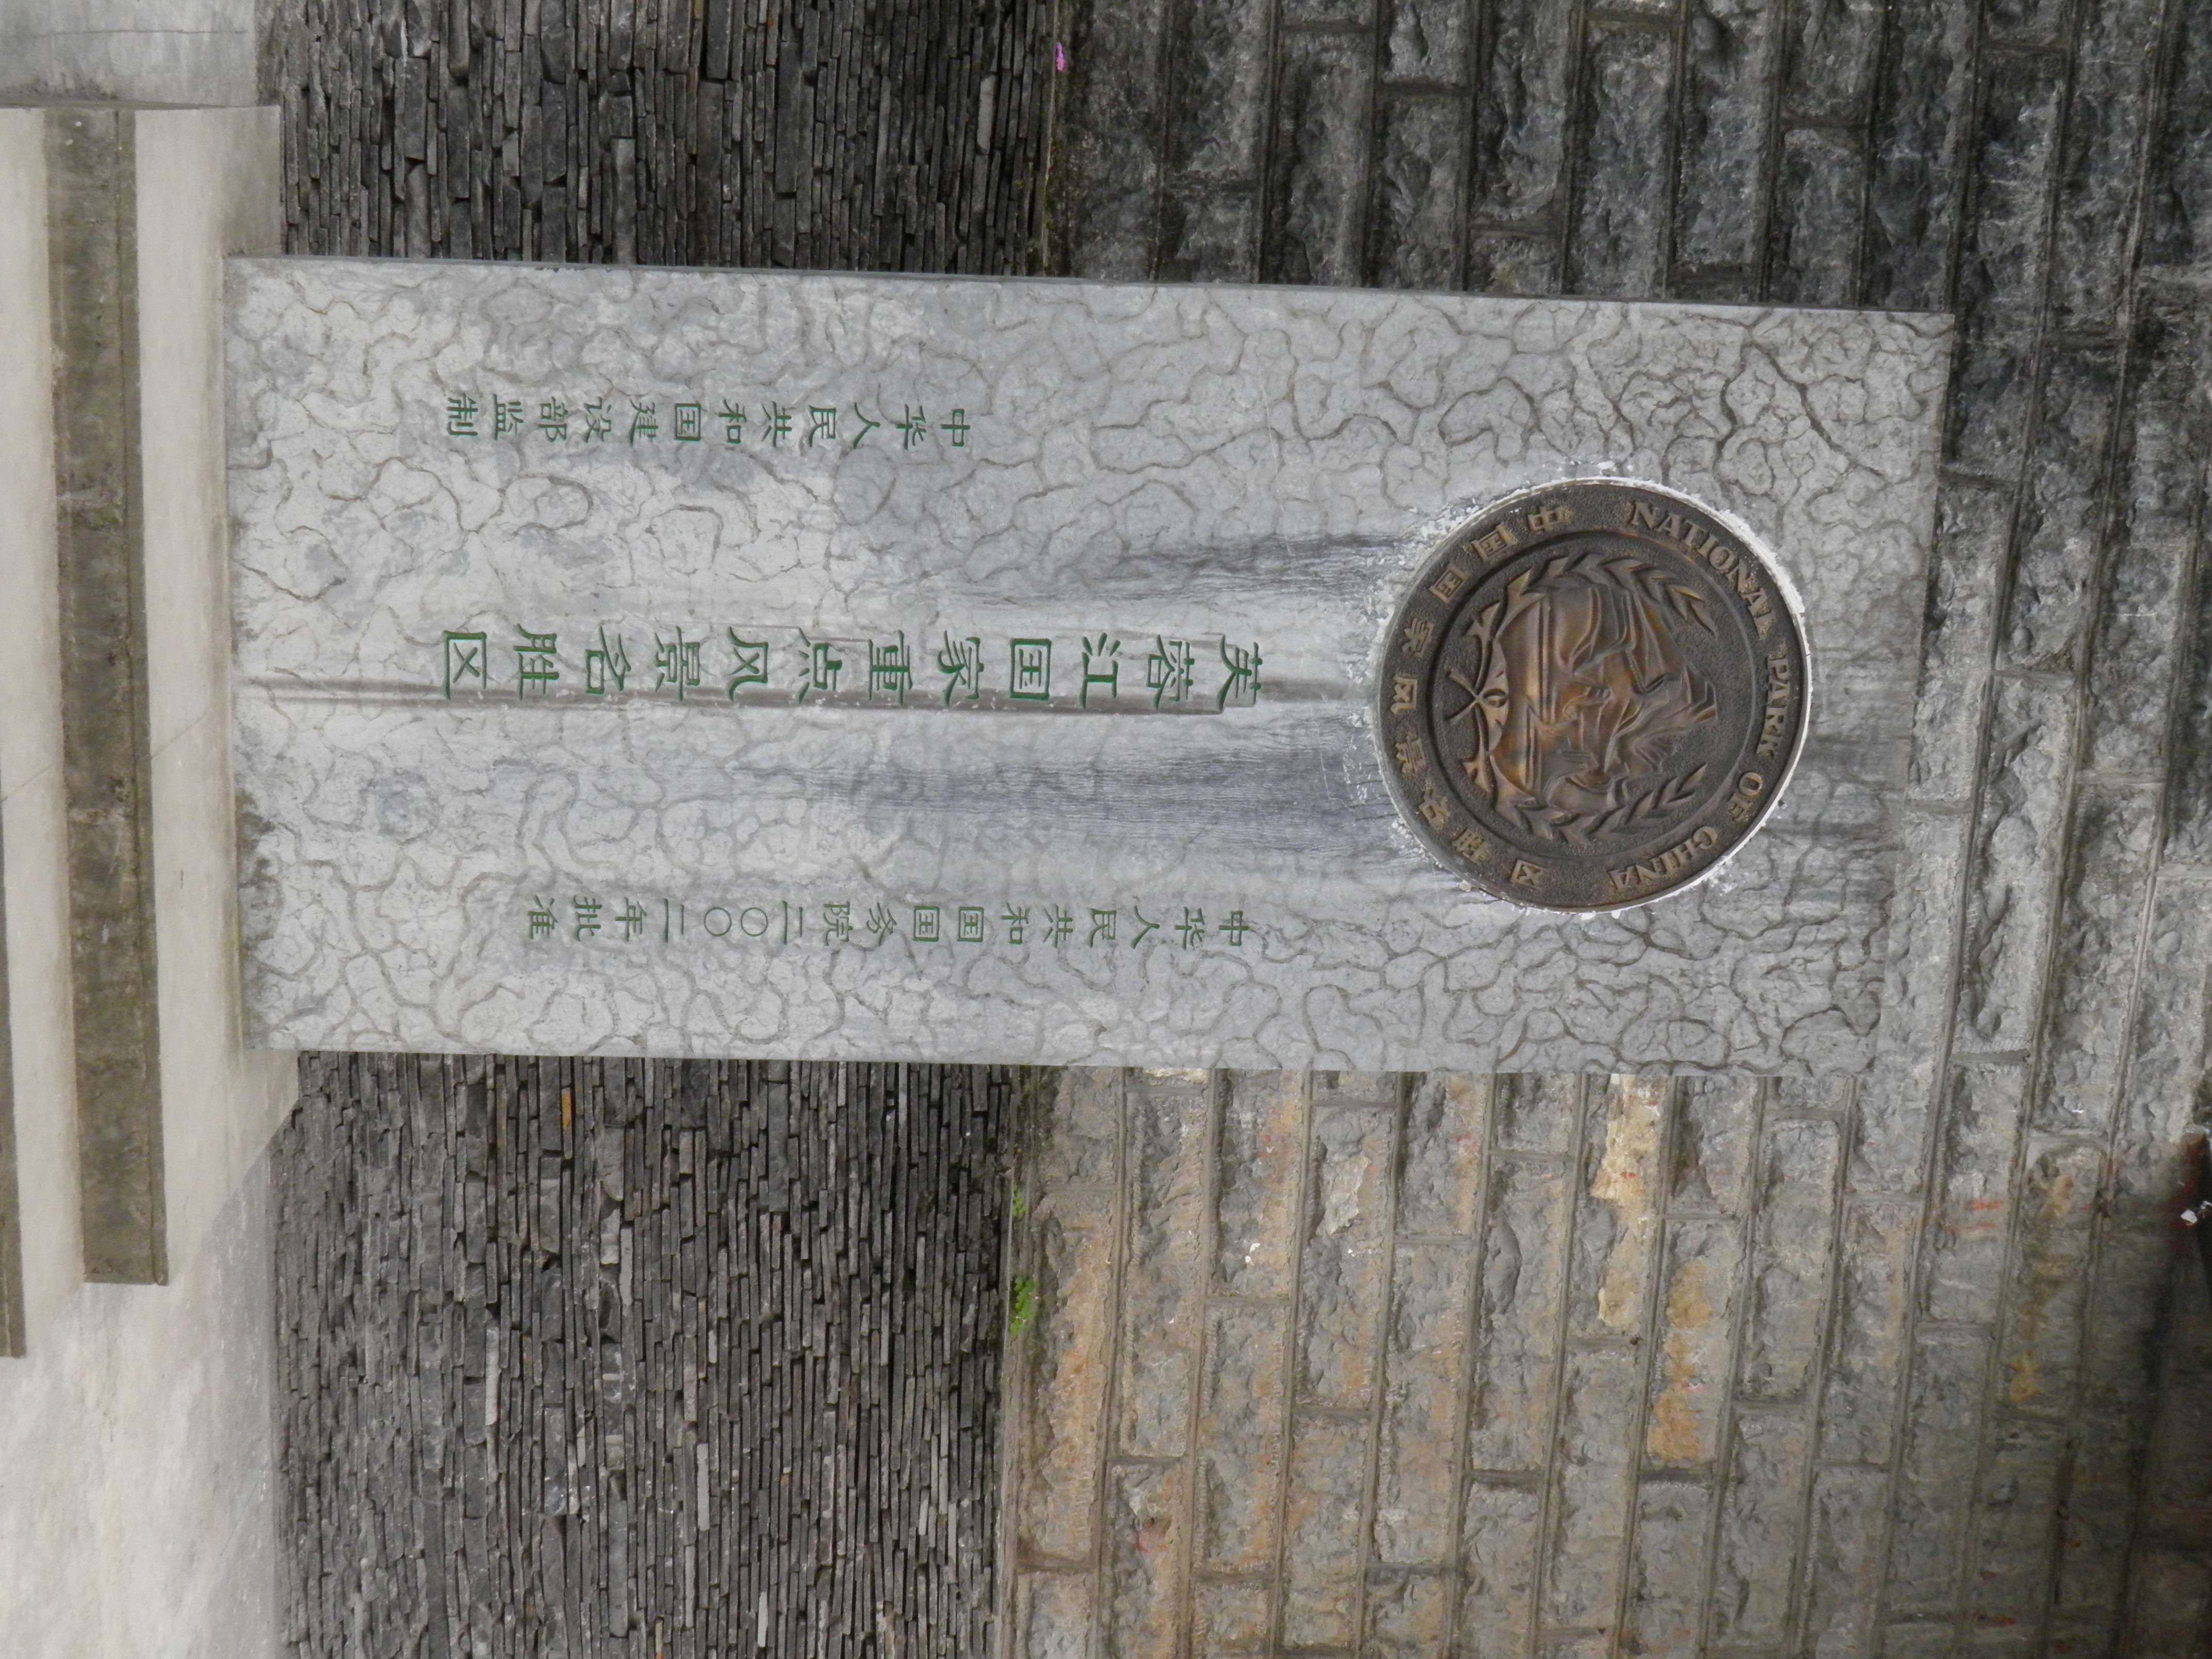 NATIONAL PARK OF CHINA
中国国家风景名胜区
中华人民共和国国务院二〇〇二年批准
芙蓉江国家重点风景名胜区
中华人民共和国建设部监制